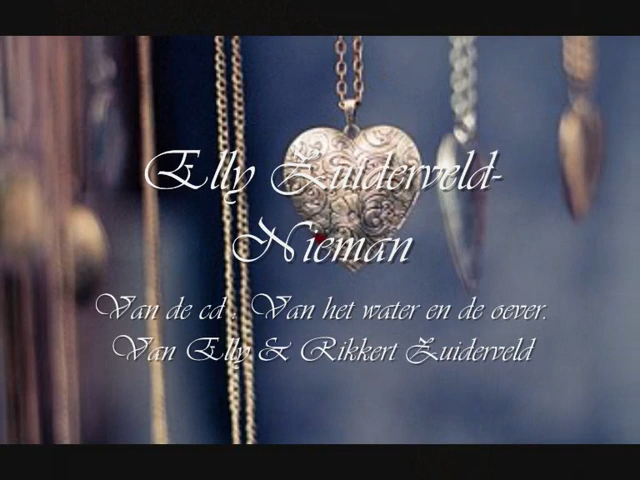 Elly Zuiderveld-
Nieman
Van de cd : Van het water en de oever.
Van Elly & Rikkert Zuiderveld